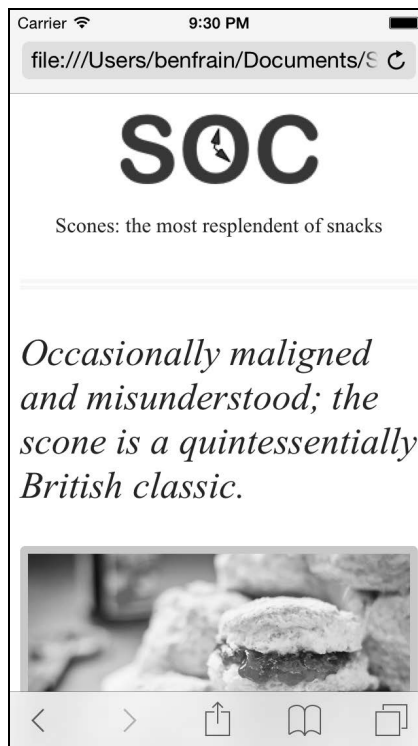 Carrier 9:30 PM
file:///Users/benfrain/Documents/S
SOC
Scones: the most resplendent of snacks
Occasionally maligned
and misunderstood; the
scone is a quintessentially
British classic.